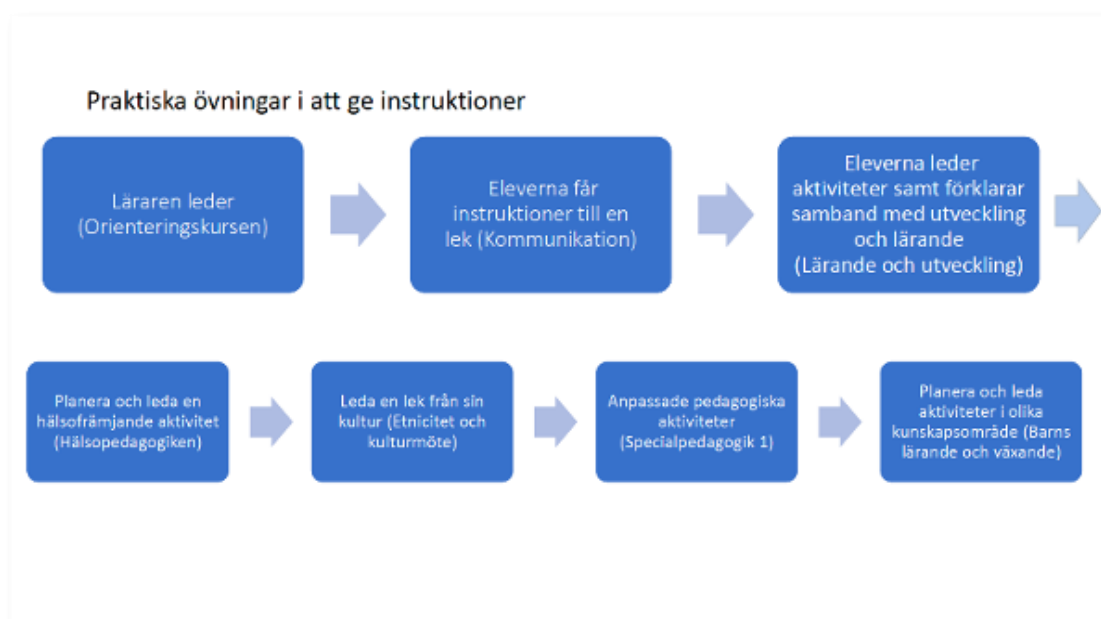 Praktiska övningar i att ge instruktioner
Läraren leder
(Orienteringskursen)
Eleverna får
instruktioner till en
lek (Kommunikation)
Eleverna leder
aktiviteter samt förklarar
samband med utveckling
och lärande
(Lärande och utveckling)
Planera och leda en
hälsofrämjande aktivitet
(Hälsopedagogiken)
Leda en lek från sin
kultur (Etnicitet och
kulturmöte)
Anpassade pedagogiska
aktiviteter
(Specialpedagogik 1)
Planera och leda
aktiviteter i olika
kunskapsområde (Barns
lärande och växande)